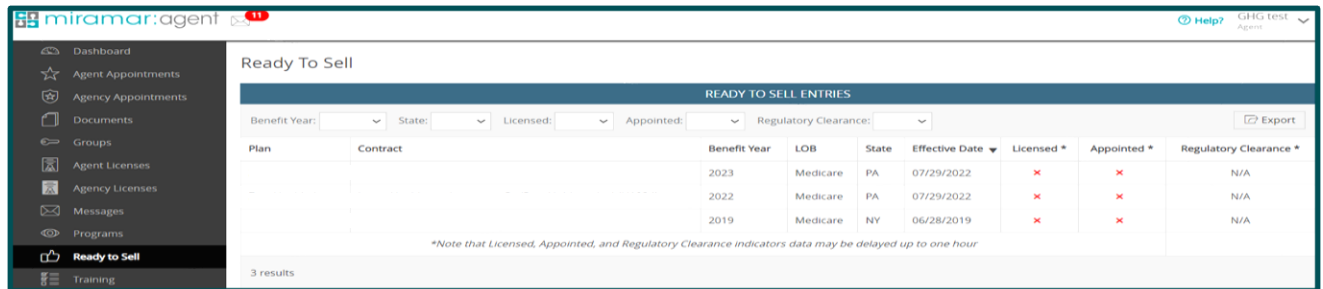 miramar:agent 11
Help? GHG test
Agent
Dashboard
Agent Appointments
Agency Appointments
Documents
Groups
Agent Licenses
Agency Licenses
Messages
Programs
Ready to Sell
Training
Ready To Sell
READY TO SELL ENTRIES
Benefit Year: State: Licensed: Appointed: Regulatory Clearance: Export
Plan Contract Benefit Year LOB State Effective Date Licensed * Appointed * Regulatory Clearance *
2023 Medicare PA 07/29/2022 × × N/A
2022 Medicare PA 07/29/2022 × × N/A
2019 Medicare NY 06/28/2019 × × N/A
*Note that Licensed, Appointed, and Regulatory Clearance indicators data may be delayed up to one hour
3 results